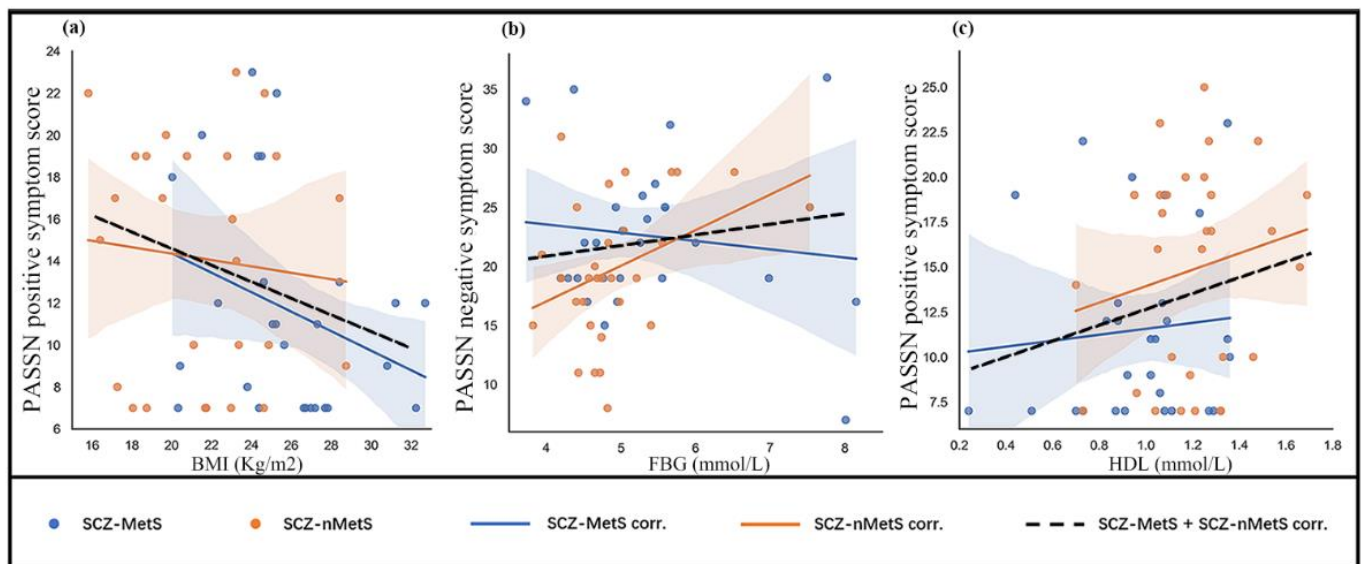 (a)
PASSN positive symptom score
24
22
20
18
16
14
12
10
8
6
16 18 20 22 24 26 28 30 32
BMI (Kg/m2)
(b)
PASSN negative symptom score
35
30
25
20
15
10
4 5 6 7 8
FBG (mmol/L)
(c)
PASSN positive symptom score
25.0
22.5
20.0
17.5
15.0
12.5
10.0
7.5
0.2 0.4 0.6 0.8 1.0 1.2 1.4 1.6 1.8
HDL (mmol/L)
SCZ-MetS SCZ-nMetS SCZ-MetS corr. SCZ-nMetS corr. SCZ-MetS + SCZ-nMetS corr.